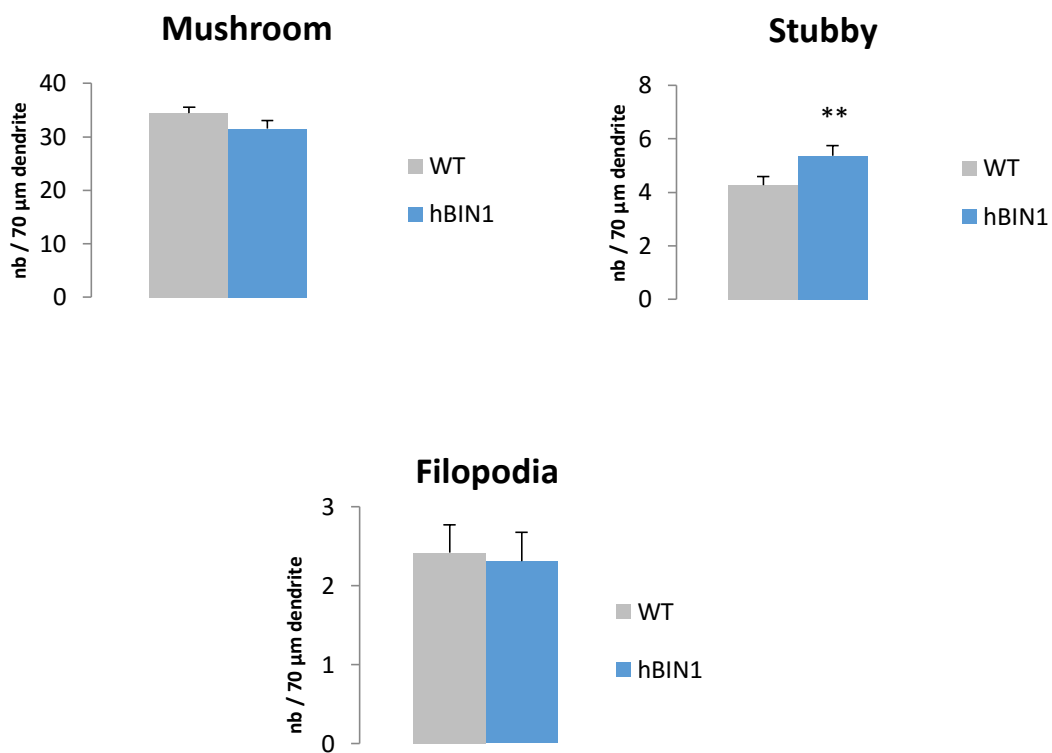 Mushroom
40
30
20
10
0
nb / 70 µm dendrite
WT
hBIN1
Stubby
8
6
4
2
0
nb / 70 µm dendrite
**
WT
hBIN1
Filopodia
3
2
1
0
nb / 70 µm dendrite
WT
hBIN1